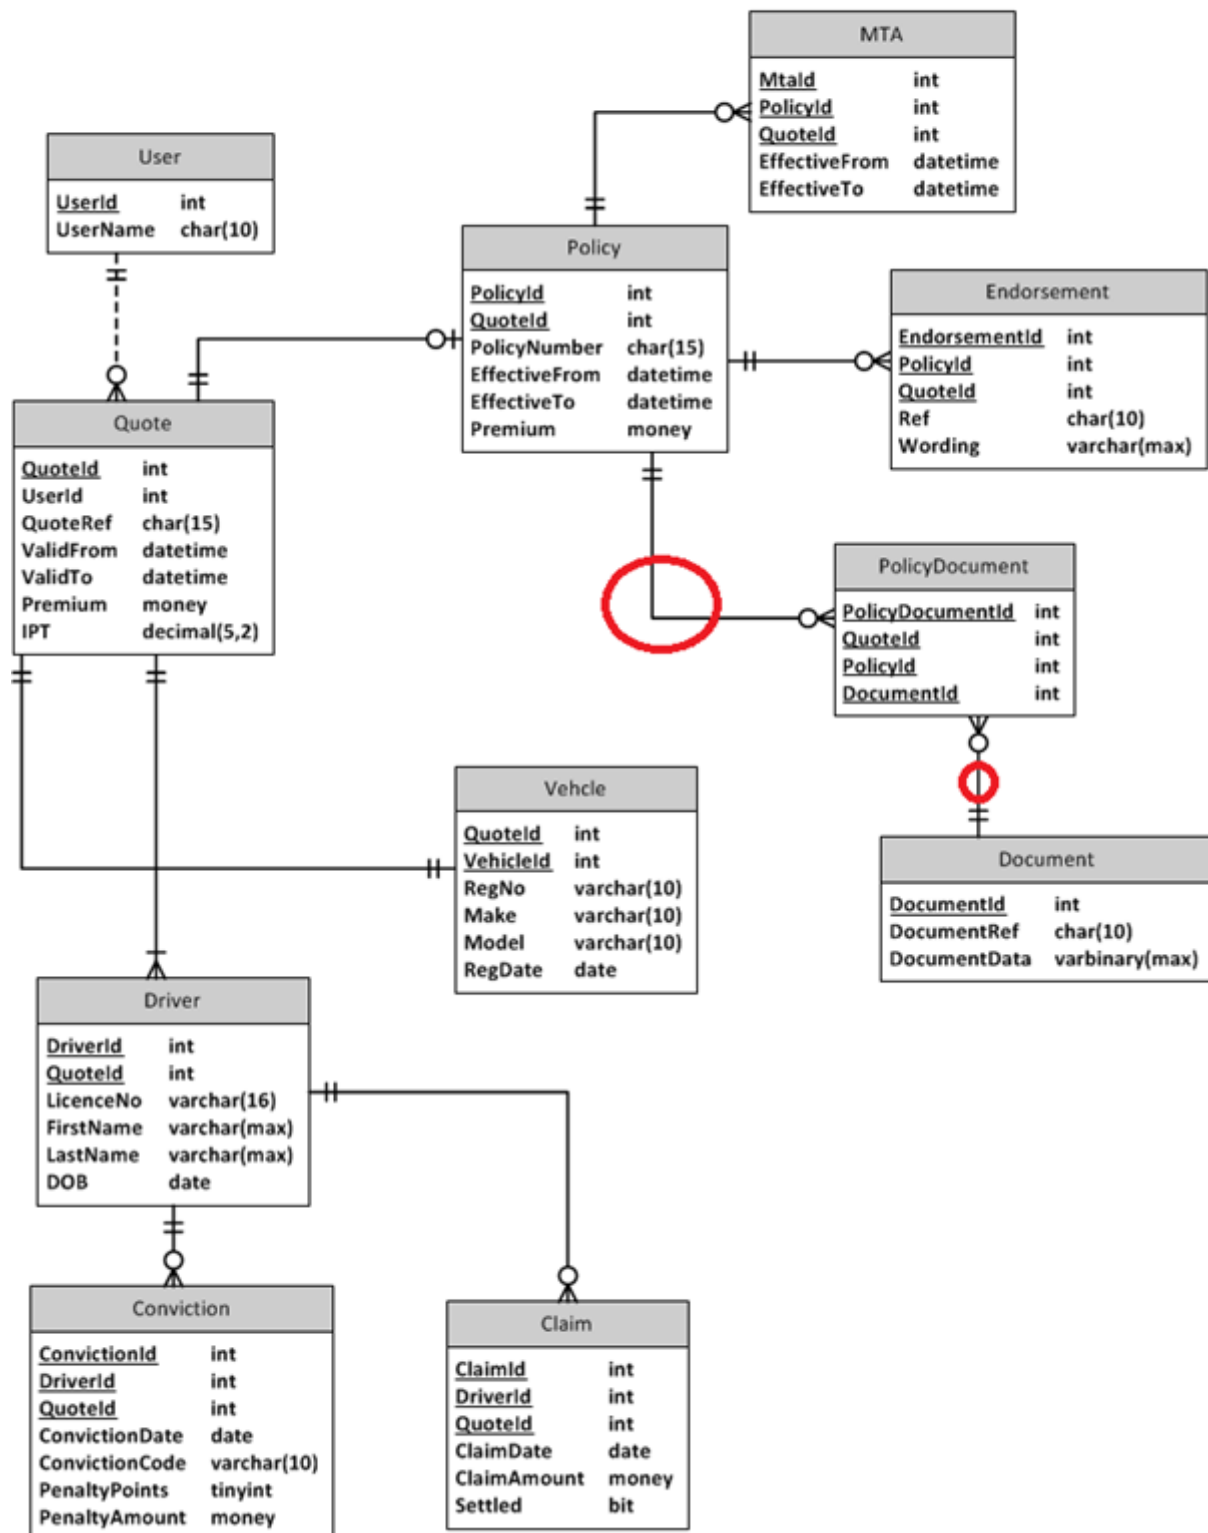 MTA
MtaId int
PolicyId int
QuoteId int
EffectiveFrom datetime
EffectiveTo datetime
User
UserId int
UserName char(10)
Policy
PolicyId int
QuoteId int
PolicyNumber char(15)
EffectiveFrom datetime
EffectiveTo datetime
Premium money
Endorsement
EndorsementId int
PolicyId int
QuoteId int
Ref char(10)
Wording varchar(max)
Quote
QuoteId int
UserId int
QuoteRef char(15)
ValidFrom datetime
ValidTo datetime
Premium money
IPT decimal(5,2)
PolicyDocument
PolicyDocumentId int
QuoteId int
PolicyId int
DocumentId int
Vehcle
QuoteId int
VehicleId int
RegNo varchar(10)
Make varchar(10)
Model varchar(10)
RegDate date
Document
DocumentId int
DocumentRef char(10)
DocumentData varbinary(max)
Driver
DriverId int
QuoteId int
LicenceNo varchar(16)
FirstName varchar(max)
LastName varchar(max)
DOB date
Conviction
ConvictionId int
DriverId int
QuoteId int
ConvictionDate date
ConvictionCode varchar(10)
PenaltyPoints tinyint
PenaltyAmount money
Claim
ClaimId int
DriverId int
QuoteId int
ClaimDate date
ClaimAmount money
Settled bit